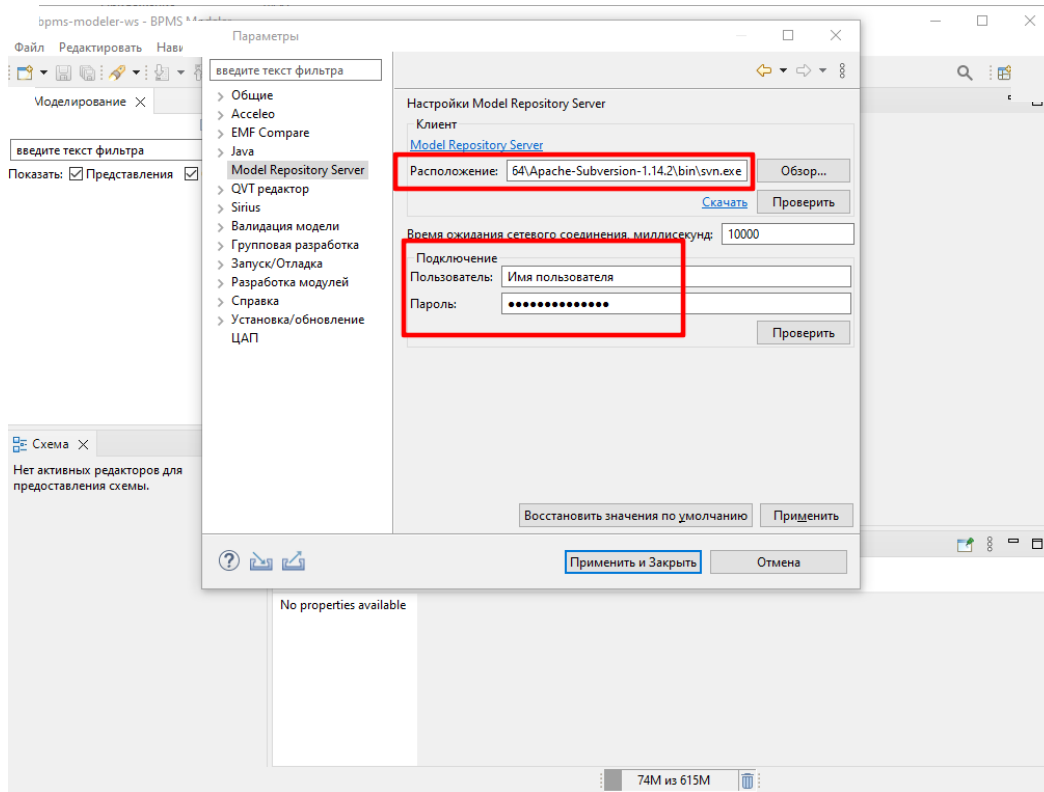 bpms-modeler-ws - BPMS Modeler
Файл Редактировать Нави
Моделирование
введите текст фильтра
Показать: Представления
Параметры
введите текст фильтра
Общие
Acceleo
EMF Compare
Java
Model Repository Server
QVT редактор
Sirius
Валидация модели
Групповая разработка
Запуск/Отладка
Разработка модулей
Справка
Установка/обновление
ЦАП
Настройки Model Repository Server
Клиент
Model Repository Server
Расположение: 64\Apache-Subversion-1.14.2\bin\svn.exe Обзор...
Скачать Проверить
Время ожидания сетевого соединения, миллисекунд: 10000
Подключение
Пользователь: Имя пользователя
Пароль: ●●●●●●●●●●●●●●
Проверить
Восстановить значения по умолчанию Применить
Применить и Закрыть Отмена
Схема
Нет активных редакторов для
предоставления схемы.
No properties available
74M из 615M